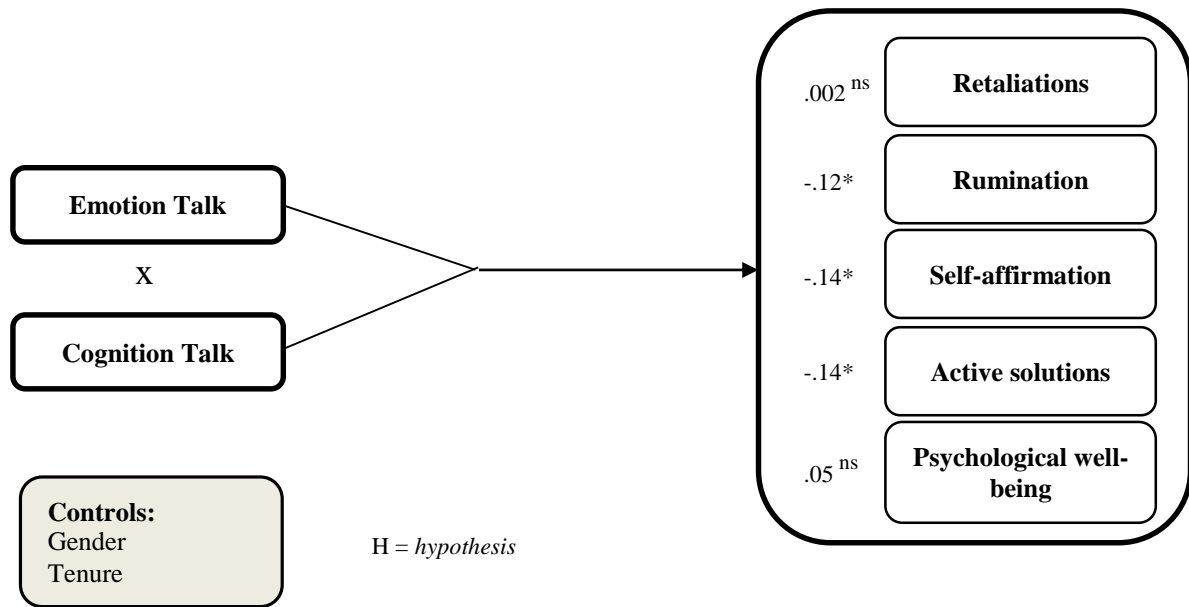 Emotion Talk
X
Cognition Talk
Controls:
Gender
Tenure
H = hypothesis
.002 ns
Retaliations
-.12*
Rumination
-.14*
Self-affirmation
-.14*
Active solutions
.05 ns
Psychological well-
being